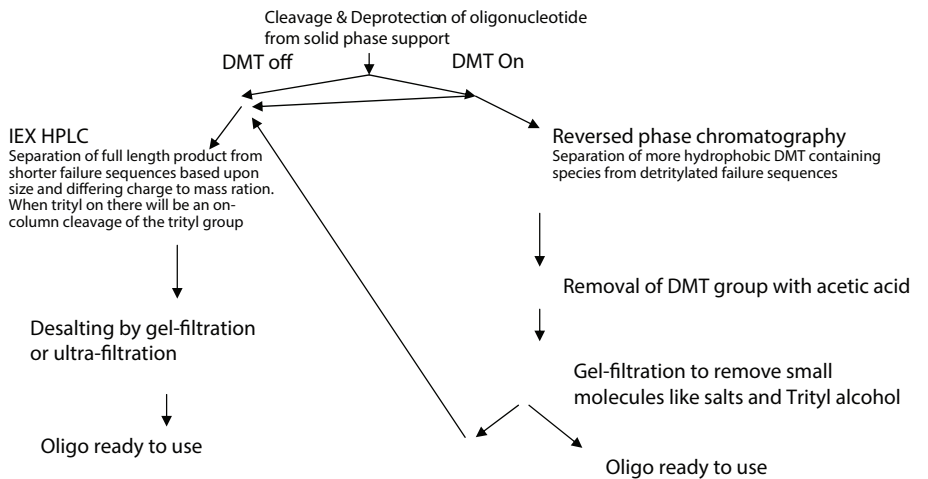 Cleavage & Deprotection of oligonucleotide
from solid phase support
DMT off
DMT On
IEX HPLC
Separation of full length product from
shorter failure sequences based upon
size and differing charge to mass ration.
When trityl on there will be an on-
column cleavage of the trityl group
Desalting by gel-filtration
or ultra-filtration
Oligo ready to use
Reversed phase chromatography
Separation of more hydrophobic DMT containing
species from detritylated failure sequences
Removal of DMT group with acetic acid
Gel-filtration to remove small
molecules like salts and Trityl alcohol
Oligo ready to use